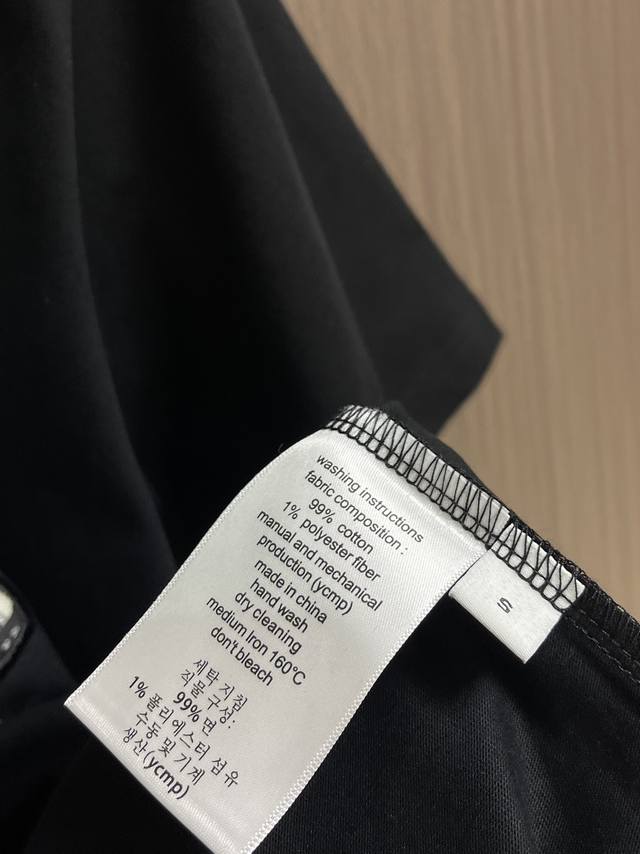 washing instructions
fabric composition :
99% cotton
1% polyester fiber
manual and mechanical
production (ycmp)
made in china
hand wash
dry cleaning
medium Iron 160°C
don't bleach
세탁 지침
직물 구성:
99% 면
1% 폴리에스터 섬유
수동 및 기계
생산 (ycmp)
S